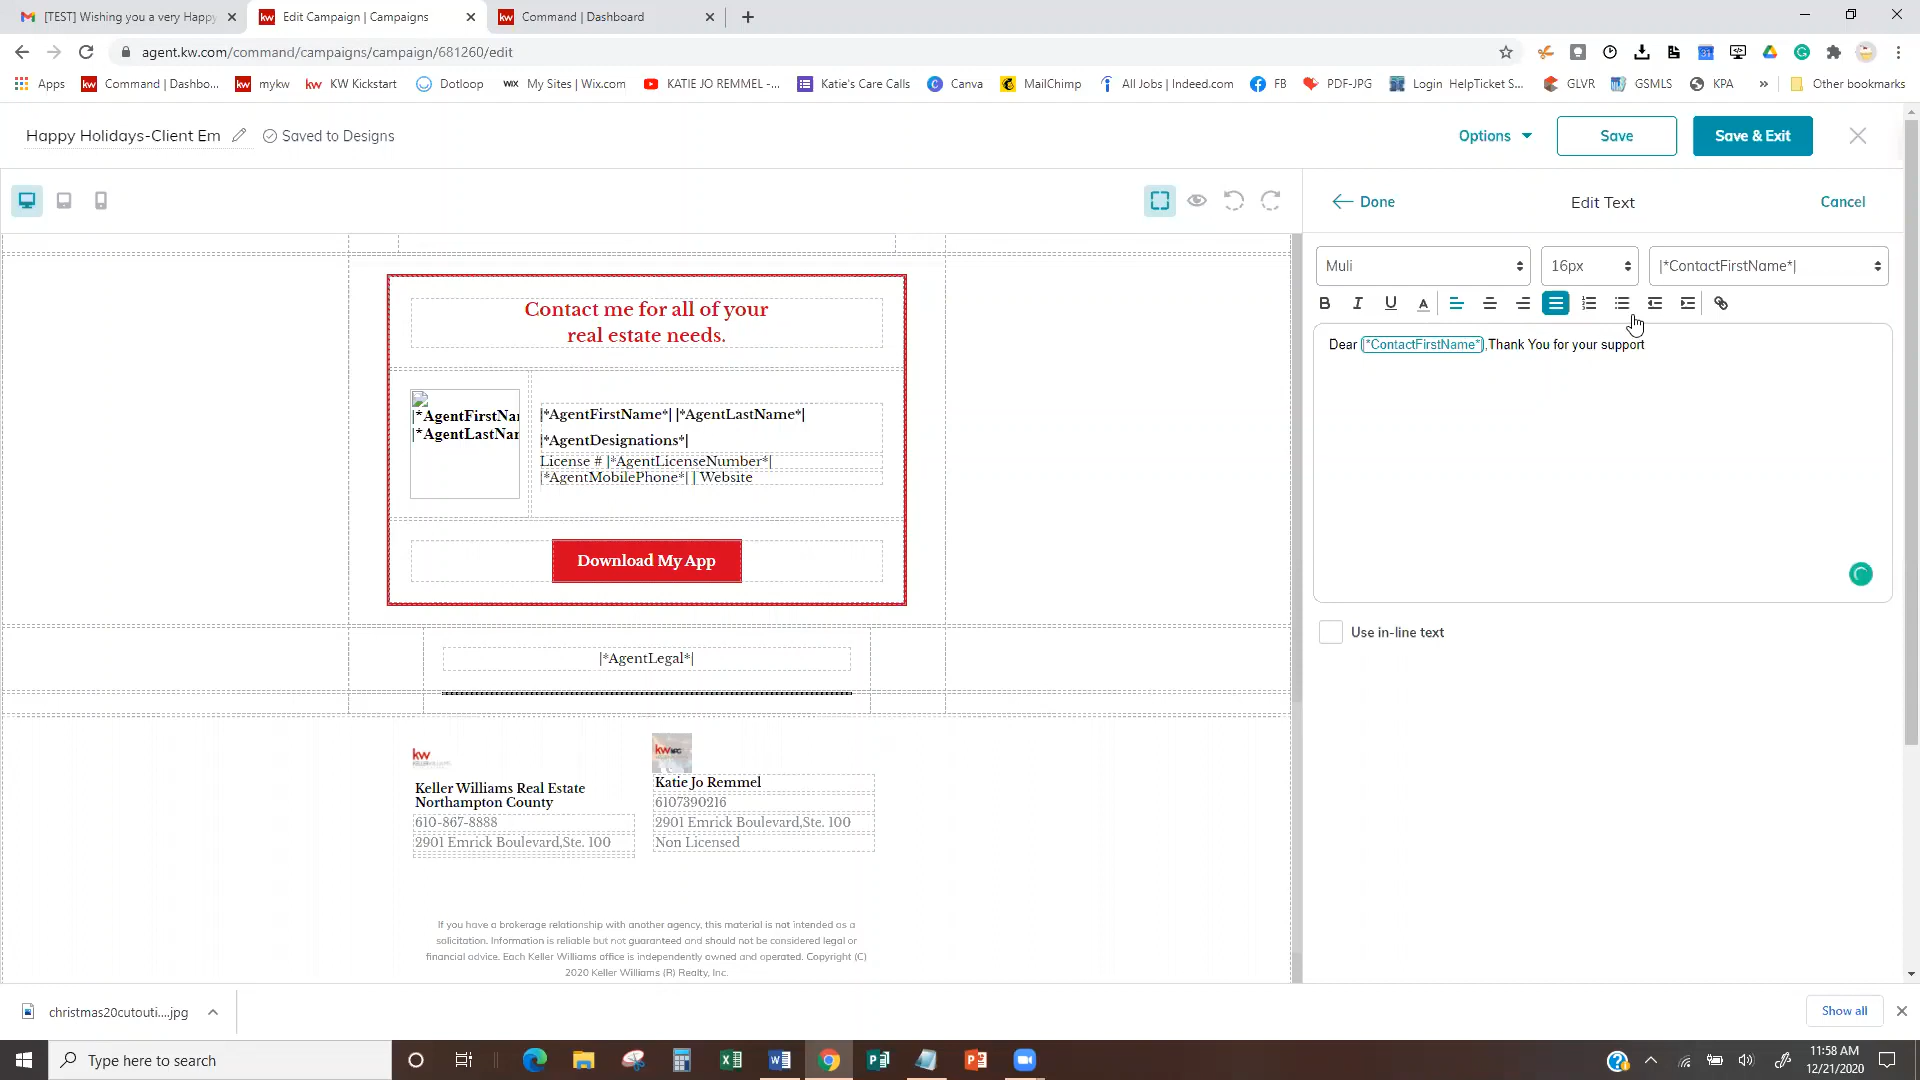 [TEST] Wishing you a very Happy
Edit Campaign | Campaigns
Command | Dashboard
agent.kw.com/command/campaigns/campaign/681260/edit
Apps
Command | Dashbo...
mykw
KW Kickstart
Dotloop
My Sites | Wix.com
KATIE JO REMMEL -...
Katie's Care Calls
Canva
MailChimp
All Jobs | Indeed.com
FB
PDF-JPG
Login HelpTicket S...
GLVR
GSMLS
KPA
Other bookmarks
Happy Holidays-Client Em
Saved to Designs
Options
Save
Save & Exit
Done
Edit Text
Cancel
Muli
16px
|*ContactFirstName*|
Dear |*ContactFirstName*|,Thank You for your support
Use in-line text
Contact me for all of your
real estate needs.
|*AgentFirstNa
|*AgentLastNa
|*AgentFirstName*| |*AgentLastName*|
|*AgentDesignations*|
License # |*AgentLicenseNumber*|
|*AgentMobilePhone*| | Website
Download My App
|*AgentLegal*|
kw
Keller Williams Real Estate
Northampton County
610-867-8888
2901 Emrick Boulevard,Ste. 100
Katie Jo Remmel
6107390216
2901 Emrick Boulevard,Ste. 100
Non Licensed
If you have a brokerage relationship with another agency, this material is not intended as a
solicitation. Information is reliable but not guaranteed and should not be considered legal or
financial advice. Each Keller Williams office is independently owned and operated. Copyright (C)
2020 Keller Williams (R) Realty, Inc.
christmas20cutouti....jpg
Show all
Type here to search
11:58 AM
12/21/2020